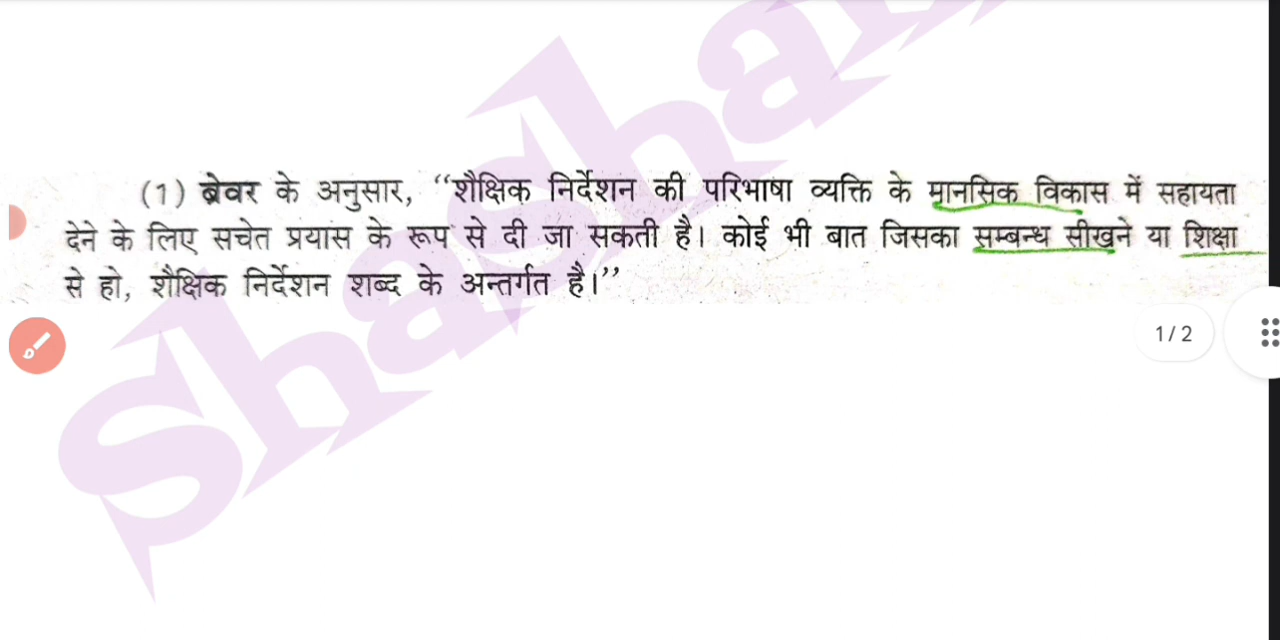 (1) ब्रेवर के अनुसार, “शैक्षिक निर्देशन की परिभाषा व्यक्ति के मानसिक विकास में सहायता
देने के लिए सचेत प्रयास के रूप से दी जा सकती है। कोई भी बात जिसका सम्बन्ध सीखने या शिक्षा
से हो, शैक्षिक निर्देशन शब्द के अन्तर्गत है।”
1 / 2